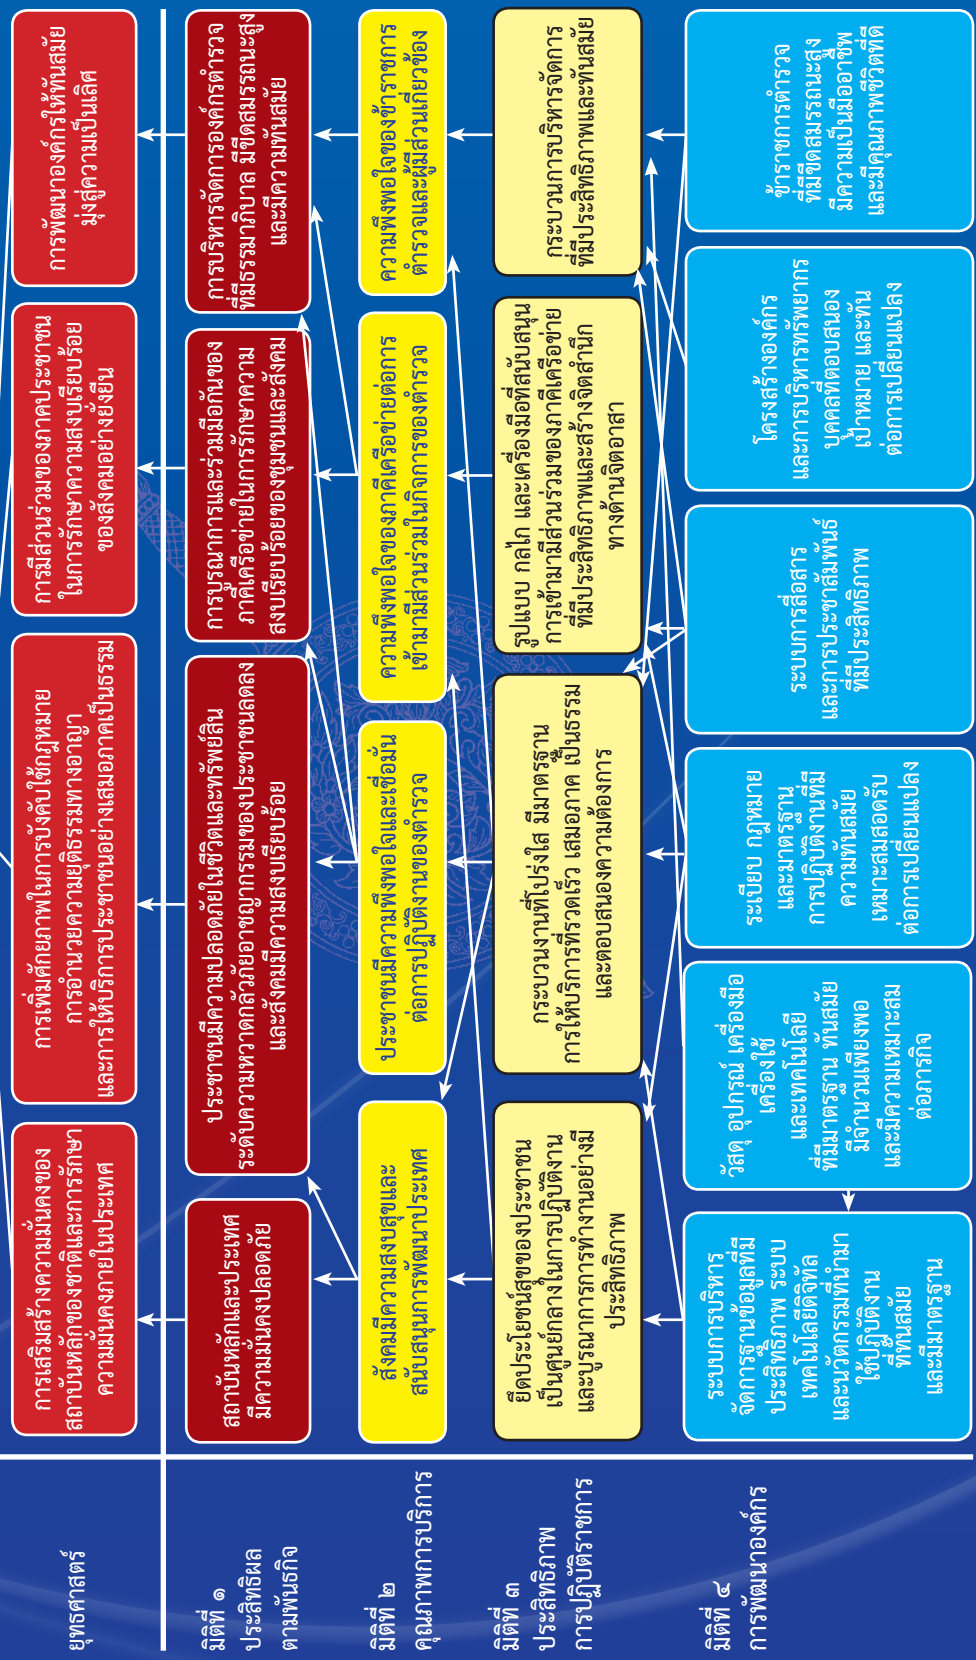 ยุทธศาสตร์
การเสริมสร้างความมั่นคงของ
สถาบันหลักของชาติและการรักษา
ความมั่นคงภายในประเทศ
การเพิ่มศักยภาพในการบังคับใช้กฎหมาย
การอำนวยความยุติธรรมทางอาญา
และการให้บริการประชาชนอย่างเสมอภาคเป็นธรรม
การมีส่วนร่วมของภาคประชาชน
ในการรักษาความสงบเรียบร้อย
ของสังคมอย่างยั่งยืน
การพัฒนาองค์กรให้ทันสมัย
มุ่งสู่ความเป็นเลิศ
มิติที่ ๑
ประสิทธิผล
ตามพันธกิจ
สถาบันหลักและประเทศ
มีความมั่นคงปลอดภัย
ประชาชนมีความปลอดภัยในชีวิตและทรัพย์สิน
ระดับความหวาดกลัวภัยอาชญากรรมของประชาชนลดลง
และสังคมมีความสงบเรียบร้อย
การบูรณาการและร่วมมือกันของ
ภาคีเครือข่ายในการรักษาความ
สงบเรียบร้อยของชุมชนและสังคม
การบริหารจัดการองค์กรตำรวจ
ที่มีธรรมาภิบาล มีขีดสมรรถนะสูง
และมีความทันสมัย
มิติที่ ๒
คุณภาพการบริการ
สังคมมีความสงบสุขและ
สนับสนุนการพัฒนาประเทศ
ประชาชนมีความพึงพอใจและเชื่อมั่น
ต่อการปฏิบัติงานของตำรวจ
ความพึงพอใจของภาคีเครือข่ายต่อการ
เข้ามามีส่วนร่วมในกิจการของตำรวจ
ความพึงพอใจของข้าราชการ
ตำรวจและผู้มีส่วนเกี่ยวข้อง
มิติที่ ๓
ประสิทธิภาพ
การปฏิบัติราชการ
ยึดประโยชน์สุขของประชาชน
เป็นศูนย์กลางในการปฏิบัติงาน
และบูรณาการการทำงานอย่างมี
ประสิทธิภาพ
กระบวนงานที่โปร่งใส มีมาตรฐาน
การให้บริการที่รวดเร็ว เสมอภาค เป็นธรรม
และตอบสนองความต้องการ
รูปแบบ กลไก และเครื่องมือที่สนับสนุน
การเข้ามามีส่วนร่วมของภาคีเครือข่าย
ที่มีประสิทธิภาพและสร้างจิตสำนึก
ทางด้านจิตอาสา
กระบวนการบริหารจัดการ
ที่มีประสิทธิภาพและทันสมัย
มิติที่ ๔
การพัฒนาองค์กร
ระบบการบริหาร
จัดการฐานข้อมูลที่มี
ประสิทธิภาพ ระบบ
เทคโนโลยีดิจิทัล
และนวัตกรรมที่นำมา
ใช้ปฏิบัติงาน
ที่ทันสมัย
และมีมาตรฐาน
วัสดุ อุปกรณ์ เครื่องมือ
เครื่องใช้
และเทคโนโลยี
ที่มีมาตรฐาน ทันสมัย
มีจำนวนเพียงพอ
และมีความเหมาะสม
ต่อภารกิจ
ระเบียบ กฎหมาย
และมาตรฐาน
การปฏิบัติงานที่มี
ความทันสมัย
เหมาะสมสอดรับ
ต่อการเปลี่ยนแปลง
ระบบการสื่อสาร
และการประชาสัมพันธ์
ที่มีประสิทธิภาพ
โครงสร้างองค์กร
และการบริหารทรัพยากร
บุคคลที่ตอบสนอง
เป้าหมาย และทัน
ต่อการเปลี่ยนแปลง
ข้าราชการตำรวจ
ที่มีขีดสมรรถนะสูง
มีความเป็นมืออาชีพ
และมีคุณภาพชีวิตที่ดี